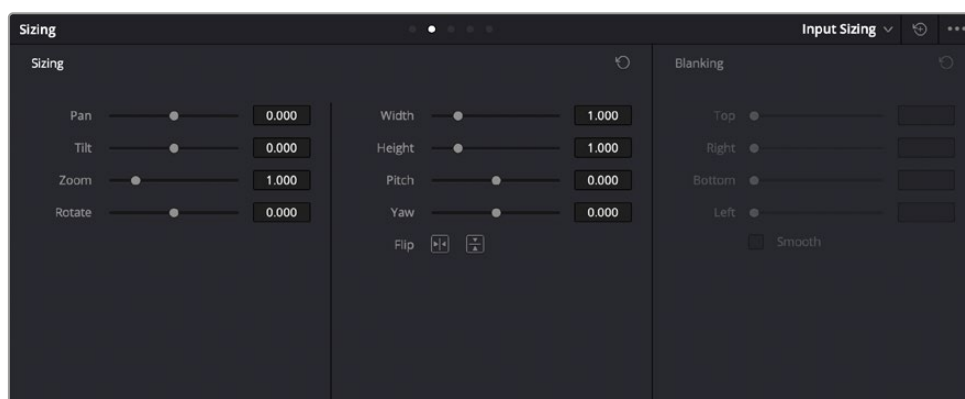 Sizing
Input Sizing
Sizing
Pan 0.000
Tilt 0.000
Zoom 1.000
Rotate 0.000
Width 1.000
Height 1.000
Pitch 0.000
Yaw 0.000
Flip
Blanking
Top
Right
Bottom
Left
Smooth